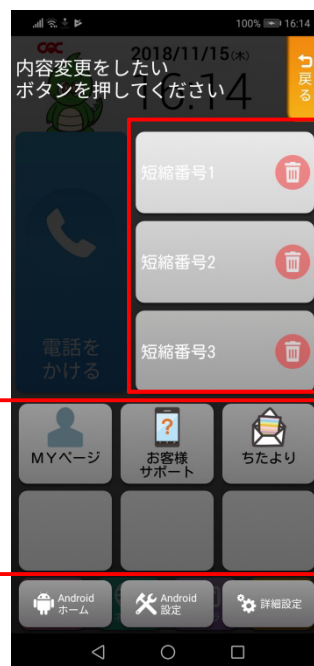 100% 16:14
CQC
2018/11/15(木)
16:14
内容変更をしたい
ボタンを押してください
戻る
短縮番号1
短縮番号2
短縮番号3
電話を
かける
MYページ
お客様
サポート
ちたより
Android
ホーム
Android
設定
詳細設定